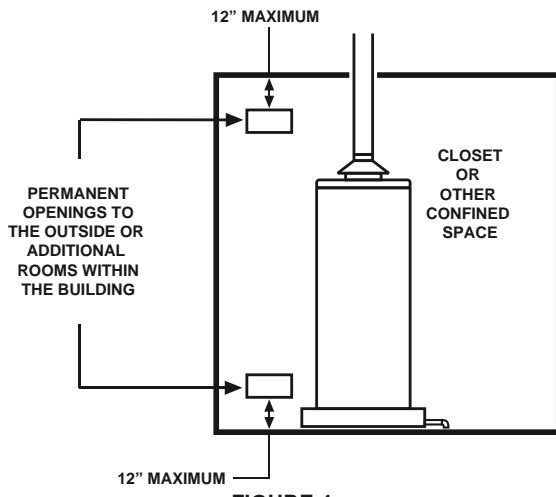 12” MAXIMUM
CLOSET
OR
OTHER
CONFINED
SPACE
PERMANENT
OPENINGS TO
THE OUTSIDE OR
ADDITIONAL
ROOMS WITHIN
THE BUILDING
12” MAXIMUM